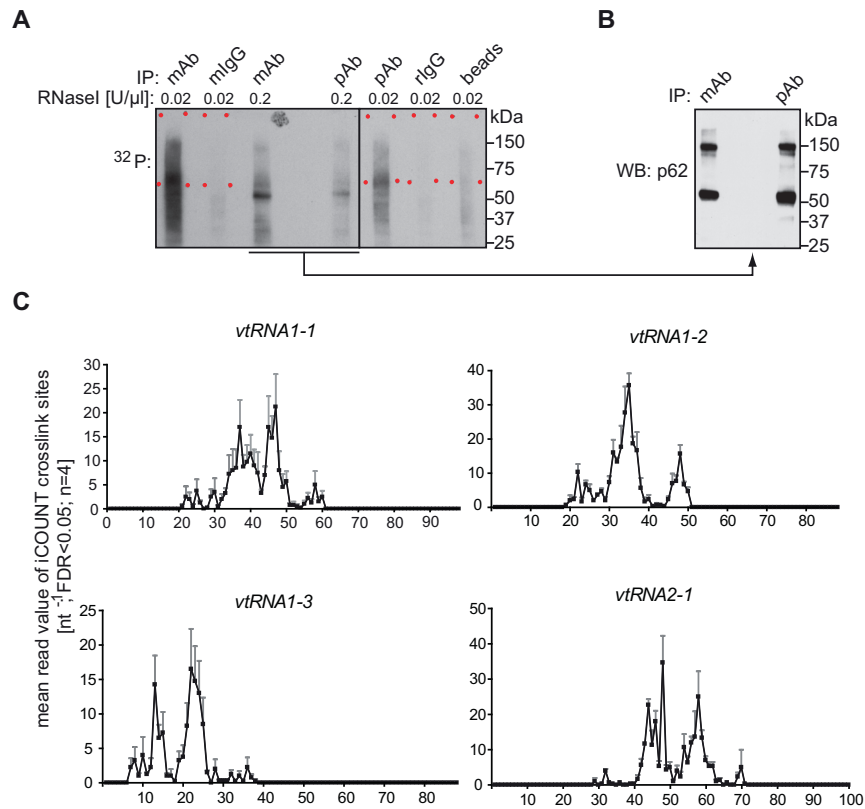 A
B
IP: mAb mIgG mAb pAb pAb rIgG beads
RNaseI [U/µl]: 0.02 0.02 0.2 0.2 0.02 0.02 0.02
kDa
32P:
150
75
50
37
25
IP: mAb pAb
kDa
WB: p62
150
75
50
37
25
C
mean read value of iCOUNT crosslink sites
[nt -1; FDR<0.05; n=4]
vtRNA1-1
30
25
20
15
10
5
0
0 10 20 30 40 50 60 70 80 90
vtRNA1-2
40
30
20
10
0
10 20 30 40 50 60 70 80
vtRNA1-3
25
20
15
10
5
0
10 20 30 40 50 60 70 80
vtRNA2-1
50
40
30
20
10
0
10 20 30 40 50 60 70 80 90 100